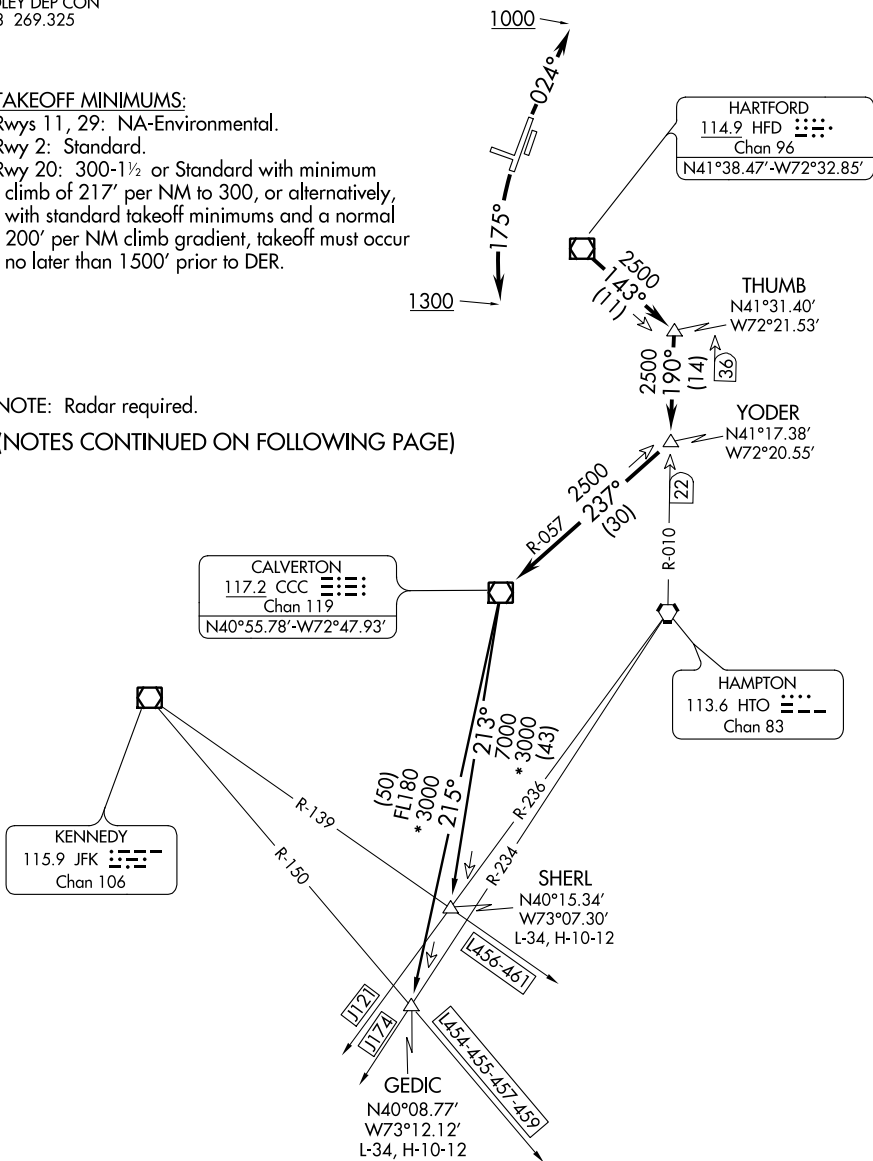 269.325
TAKEOFF MINIMUMS:
Rwys 11, 29: NA-Environmental.
Rwy 2: Standard.
Rwy 20: 300-1½ or Standard with minimum
climb of 217' per NM to 300, or alternatively,
with standard takeoff minimums and a normal
200' per NM climb gradient, takeoff must occur
no later than 1500' prior to DER.
NOTE: Radar required.
(NOTES CONTINUED ON FOLLOWING PAGE)
1000
024°
175°
1300
HARTFORD
114.9 HFD
Chan 96
N41°38.47'-W72°32.85'
2500
143°
(11)
THUMB
N41°31.40'
W72°21.53'
2500
190°
(14)
36
YODER
N41°17.38'
W72°20.55'
22
R-010
2500
237°
(30)
R-057
CALVERTON
117.2 CCC
Chan 119
N40°55.78'-W72°47.93'
HAMPTON
113.6 HTO
Chan 83
213°
7000
*3000
(43)
(50)
FL180
*3000
215°
KENNEDY
115.9 JFK
Chan 106
R-139
R-150
R-236
R-234
SHERL
N40°15.34'
W73°07.30'
L-34, H-10-12
L456-461
J121
J174
L454-455-457-459
GEDIC
N40°08.77'
W73°12.12'
L-34, H-10-12